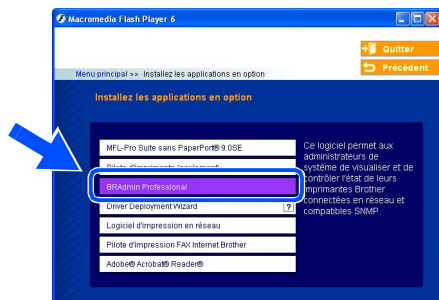 Macromedia Flash Player 6
Quitter
Précédent
Menu principal »» Installez les applications en option
Installez les applications en option
MFL-Pro Suite sans PaperPort® 9.0SE
Pilote d'imprimante (seulement)
BRAdmin Professional
Driver Deployment Wizard ?
Logiciel d'impression en réseau
Pilote d'impression FAX Internet Brother
Adobe® Acrobat® Reader®
Ce logiciel permet aux
administrateurs de
système de visualiser et de
contrôler l'état de leurs
imprimantes Brother
connectées en réseau et
compatibles SNMP.